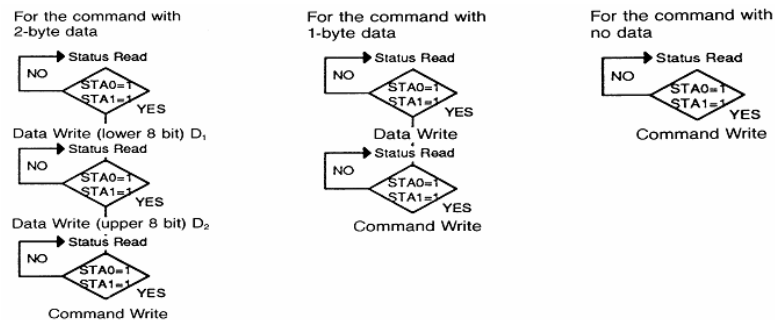 For the command with
2-byte data
Status Read
NO
STA0=1
STA1=1
YES
Data Write (lower 8 bit) D₁
Status Read
NO
STA0=1
STA1=1
YES
Data Write (upper 8 bit) D₂
Status Read
NO
STA0=1
STA1=1
YES
Command Write
For the command with
1-byte data
Status Read
NO
STA0=1
STA1=1
YES
Data Write
Status Read
NO
STA0=1
STA1=1
YES
Command Write
For the command with
no data
Status Read
NO
STA0=1
STA1=1
YES
Command Write